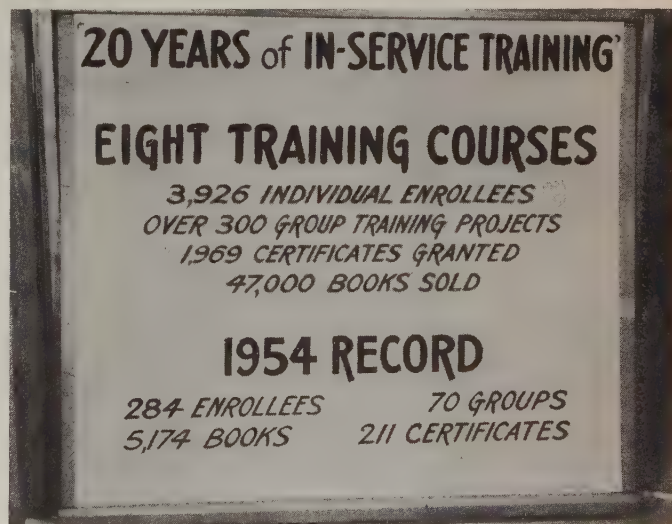 '20 YEARS of IN-SERVICE TRAINING'
EIGHT TRAINING COURSES
3,926 INDIVIDUAL ENROLLEES
OVER 300 GROUP TRAINING PROJECTS
1,969 CERTIFICATES GRANTED
47,000 BOOKS SOLD
1954 RECORD
284 ENROLLEES 70 GROUPS
5,174 BOOKS 211 CERTIFICATES